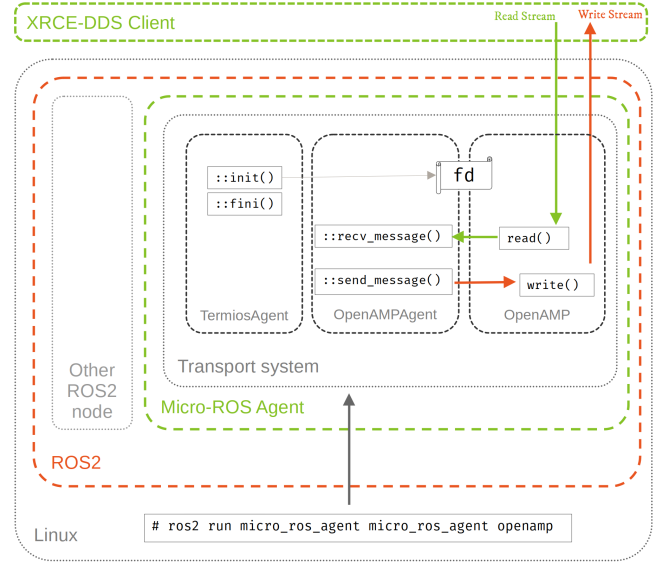 XRCE-DDS Client
Read Stream
Write Stream
::init()
::fini()
fd
::recv_message()
read()
::send_message()
write()
TermiosAgent
OpenAMPAgent
OpenAMP
Transport system
Other
ROS2
node
Micro-ROS Agent
ROS2
# ros2 run micro_ros_agent micro_ros_agent openamp
Linux